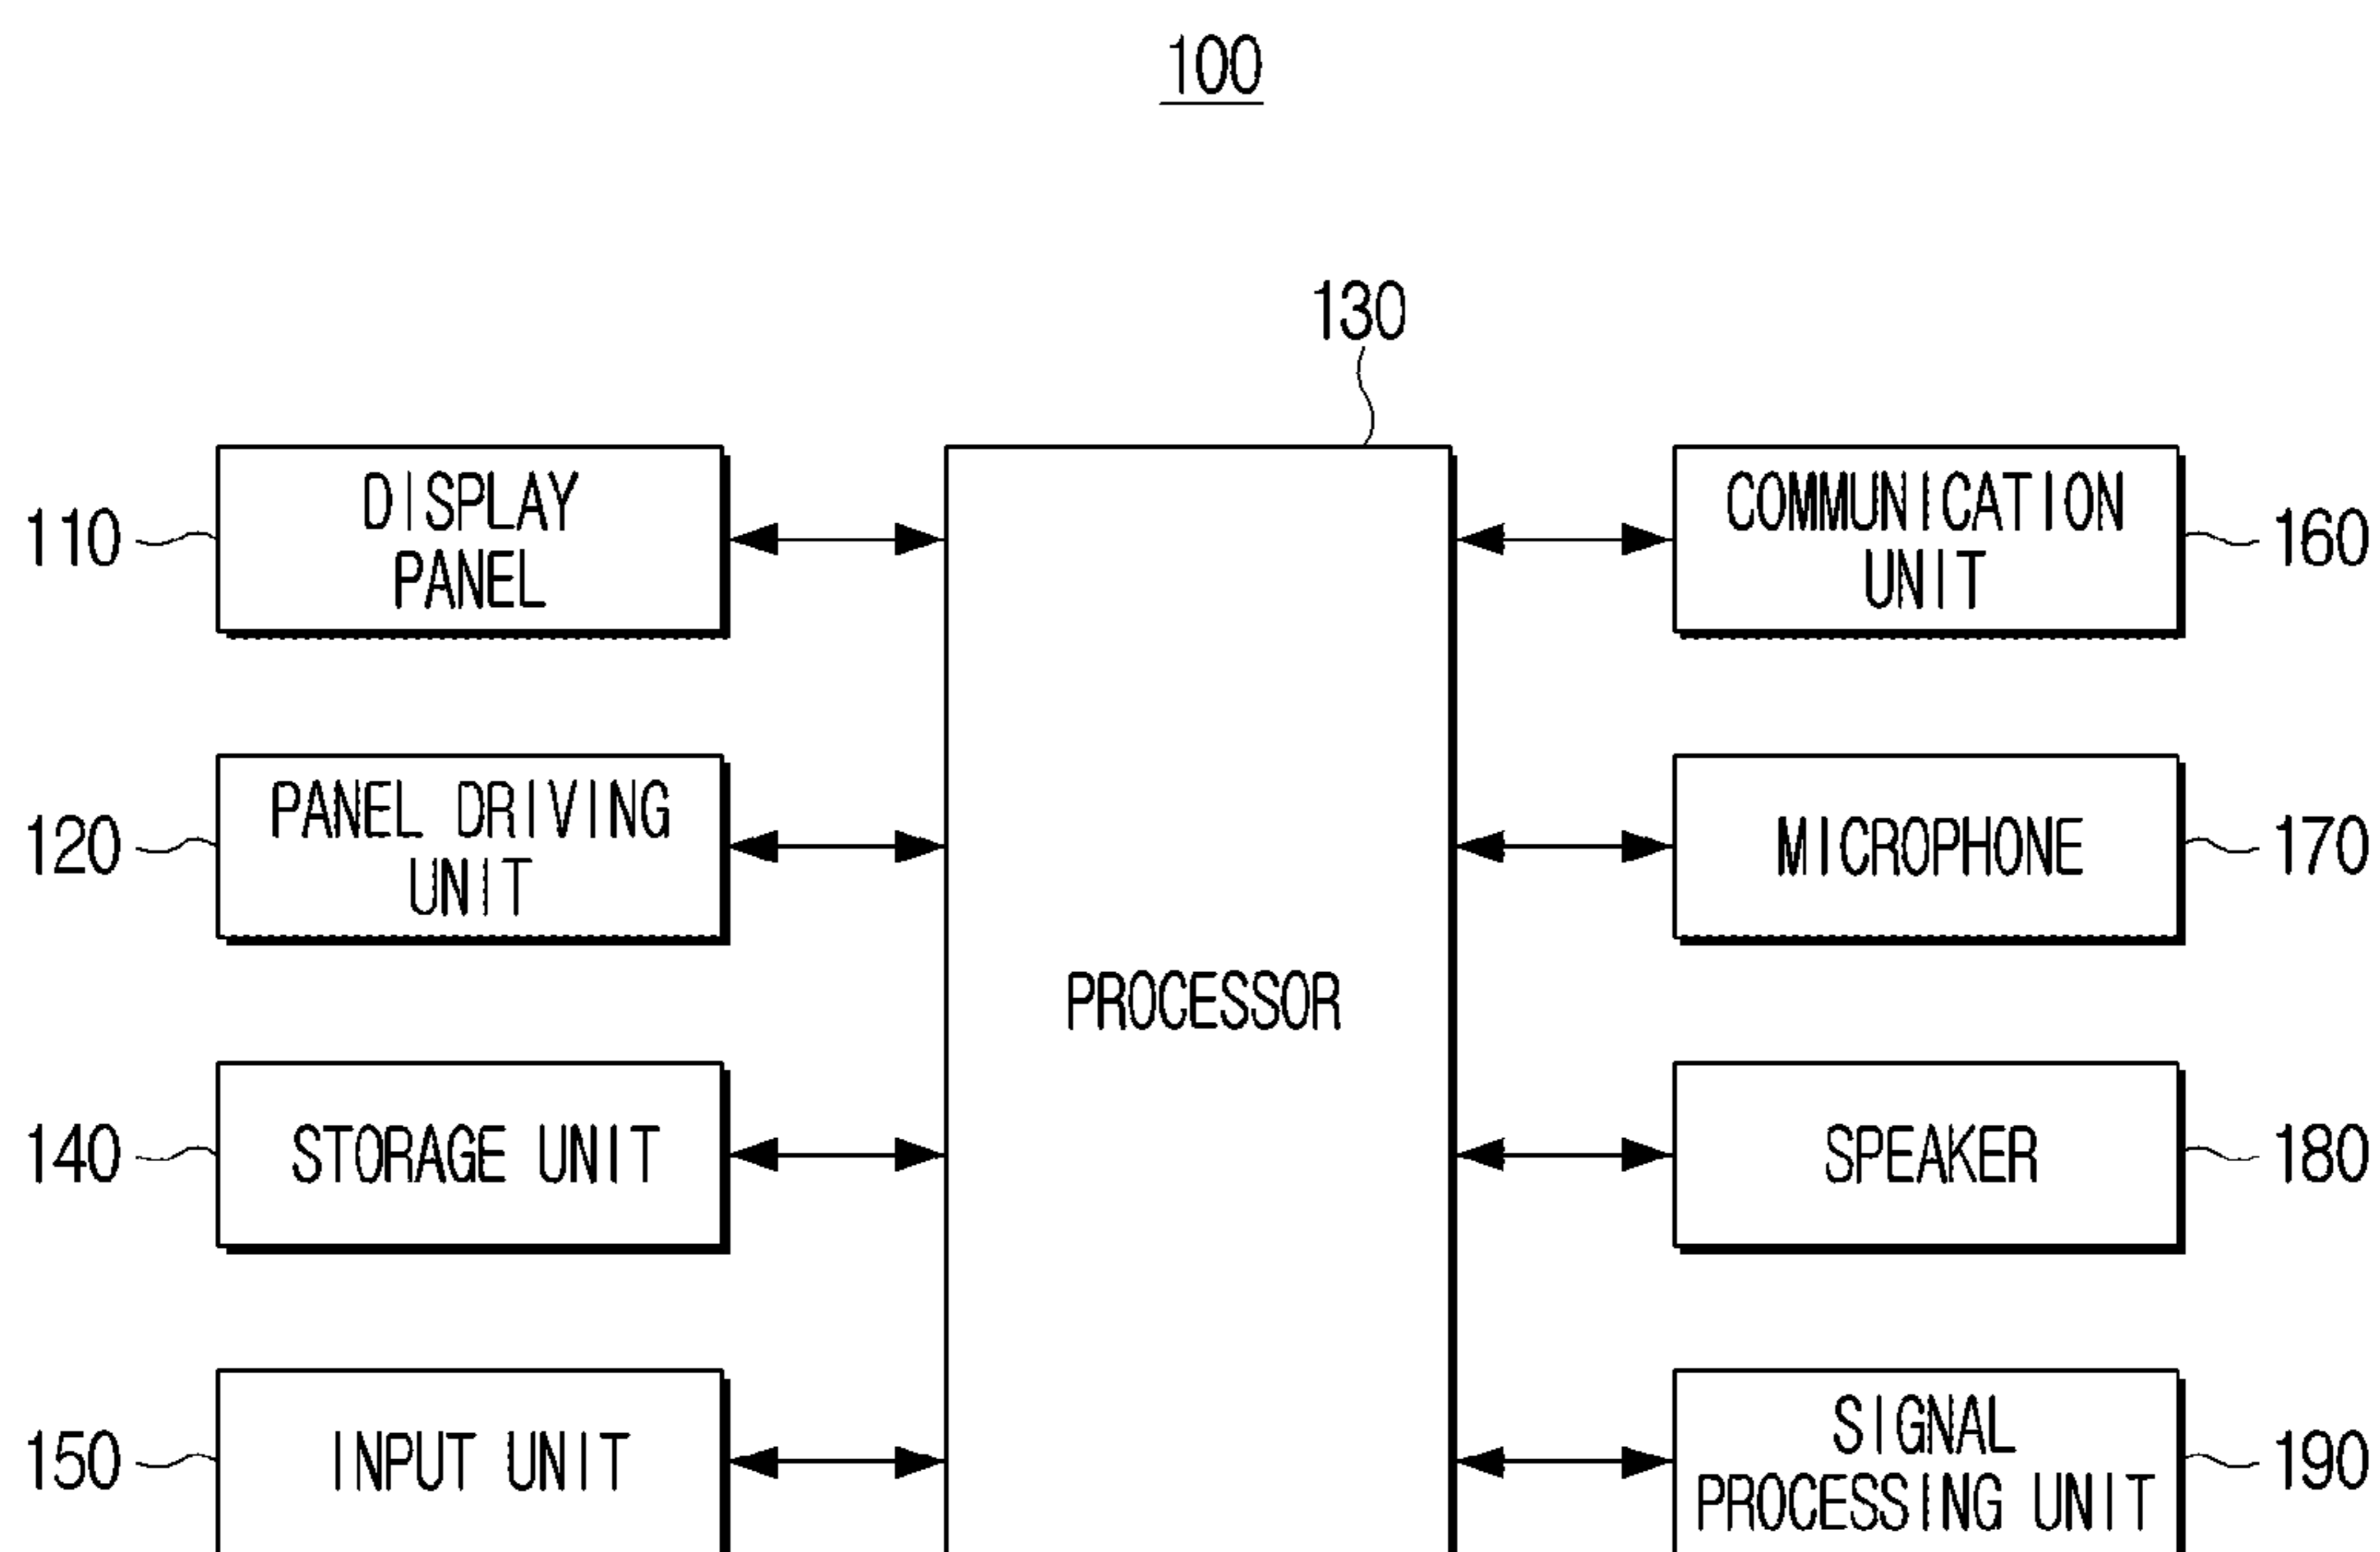 100
130
110
DISPLAY
PANEL
COMMUNICATION
UNIT
160
120
PANEL DRIVING
UNIT
MICROPHONE
170
PROCESSOR
140
STORAGE UNIT
SPEAKER
180
150
INPUT UNIT
SIGNAL
PROCESSING UNIT
190